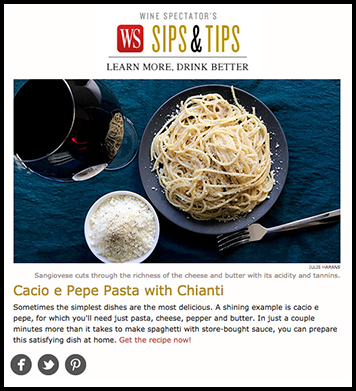 WINE SPECTATOR'S
WS SIPS & TIPS
LEARN MORE, DRINK BETTER
JULIE HARANS
Sangiovese cuts through the richness of the cheese and butter with its acidity and tannins.
Cacio e Pepe Pasta with Chianti
Sometimes the simplest dishes are the most delicious. A shining example is cacio e
pepe, for which you'll need just pasta, cheese, pepper and butter. In just a couple
minutes more than it takes to make spaghetti with store-bought sauce, you can prepare
this satisfying dish at home. Get the recipe now!